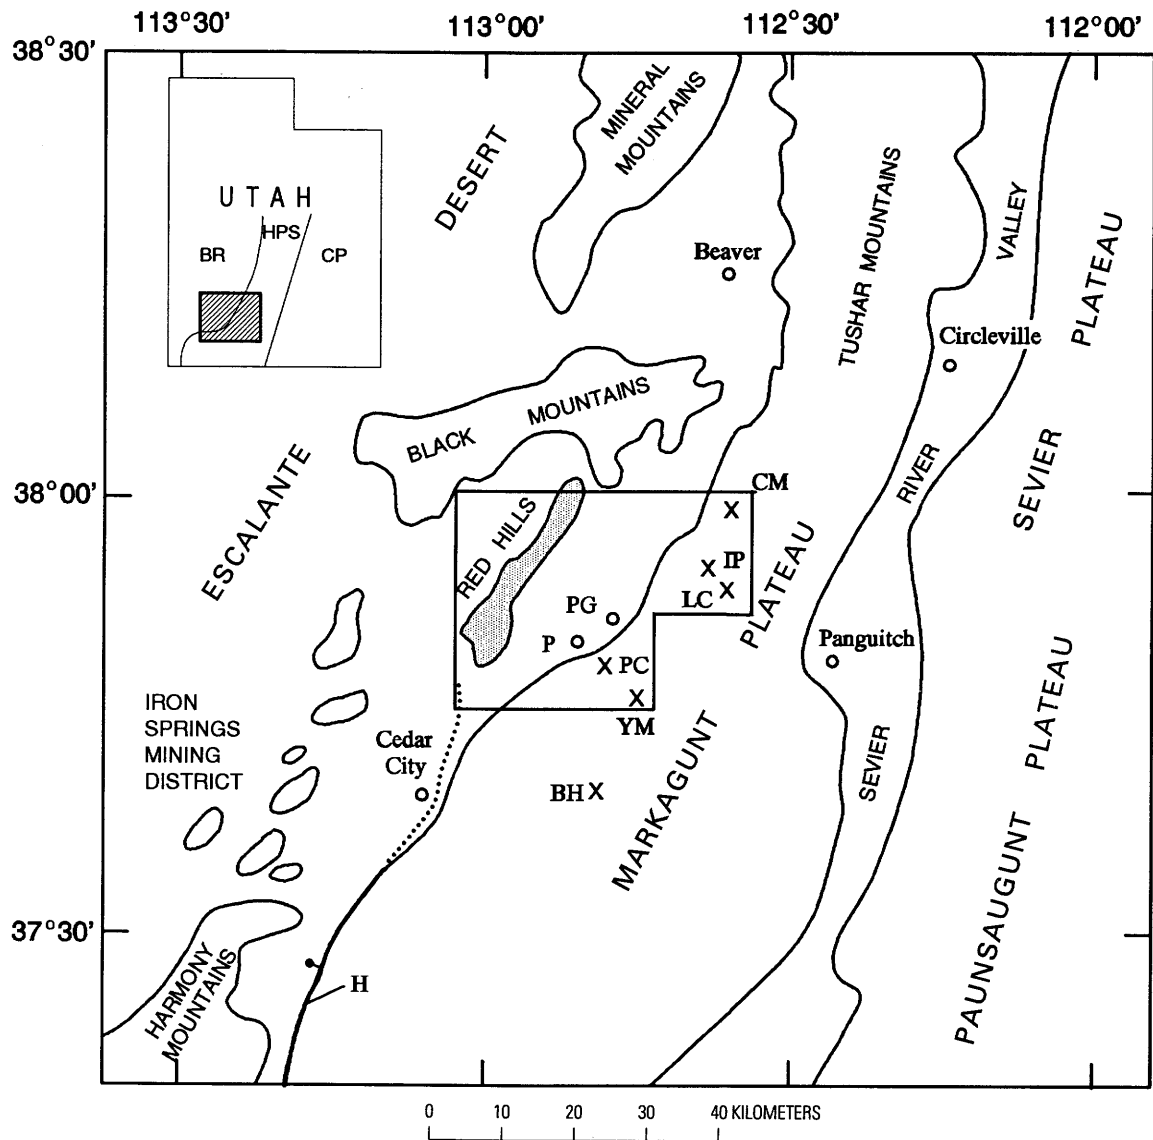 113°30' 113°00' 112°30' 112°00'
38°30'
38°00'
37°30'
UTAH
HPS
BR
CP
DESERT
MINERAL
MOUNTAINS
Beaver
TUSHAR MOUNTAINS
VALLEY
PLATEAU
Circleville
BLACK MOUNTAINS
ESCALANTE
RED HILLS
CM
IP
LC
PG
P
PC
YM
PLATEAU
RIVER
SEVIER
Panguitch
IRON
SPRINGS
MINING
DISTRICT
Cedar
City
BH
MARKAGUNT
SEVIER
PLATEAU
PAUNSAUGUNT
HARMONY
MOUNTAINS
H
0 10 20 30 40 KILOMETERS